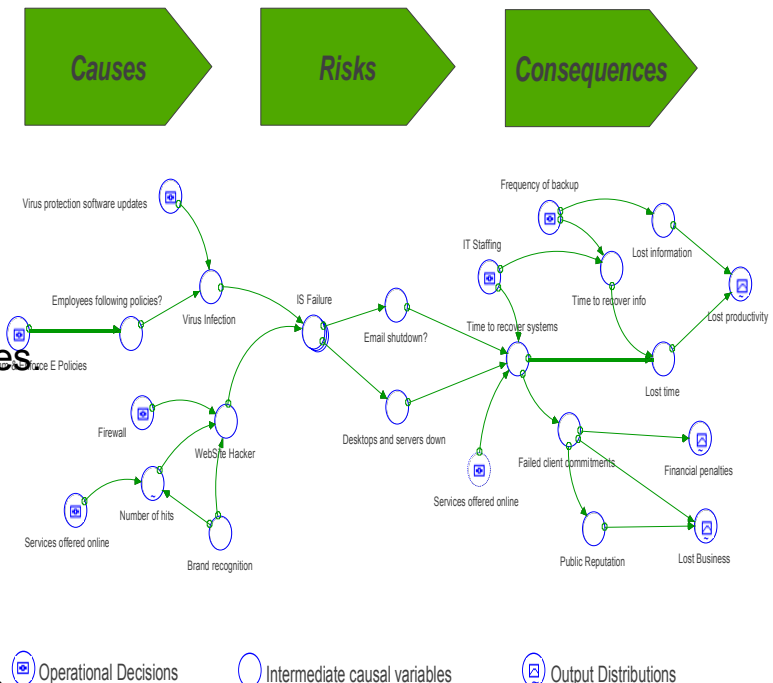 Causes
Risks
Consequences
Frequency of backup
Virus protection software updates
IT Staffing
Lost information
Employees following policies?
IS Failure
Time to recover info
Virus Infection
Lost productivity
Time to recover systems
Email shutdown?
es
E Policies
Lost time
Firewall
WebSite Hacker
Desktops and servers down
Failed client commitments
Financial penalties
Number of hits
Services offered online
Services offered online
Brand recognition
Public Reputation
Lost Business
Operational Decisions
Intermediate causal variables
Output Distributions